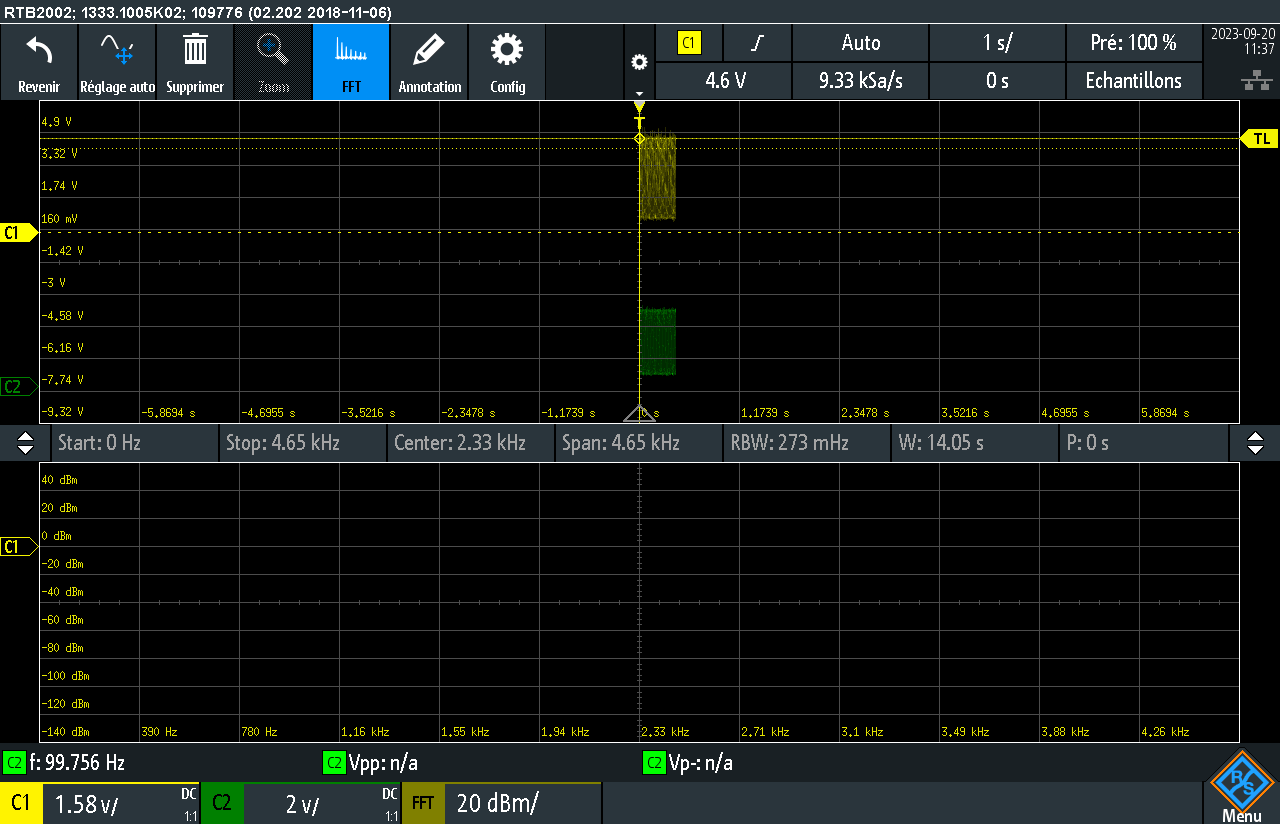 RTB2002; 1333.1005K02; 109776 (02.202 2018-11-06)
Revenir
Réglage auto
Supprimer
Zoom
FFT
Annotation
Config
C1
Auto
1 s/
Pré: 100 %
4.6 V
9.33 kSa/s
0 s
Echantillons
2023-09-20
11:37
T
TL
4,9 V
3,32 V
1,74 V
160 mV
C1
-1,42 V
-3 V
-4,58 V
-6,16 V
-7,74 V
C2
-9,32 V
-5,8694 s
-4,6955 s
-3,5216 s
-2,3478 s
-1,1739 s
0 s
1,1739 s
2,3478 s
3,5216 s
4,6955 s
5,8694 s
Start: 0 Hz
Stop: 4.65 kHz
Center: 2.33 kHz
Span: 4.65 kHz
RBW: 273 mHz
W: 14.05 s
P: 0 s
40 dBm
20 dBm
0 dBm
C1
-20 dBm
-40 dBm
-60 dBm
-80 dBm
-100 dBm
-120 dBm
-140 dBm
390 Hz
780 Hz
1,16 kHz
1,55 kHz
1,94 kHz
2,33 kHz
2,71 kHz
3,1 kHz
3,49 kHz
3,88 kHz
4,26 kHz
C2 f: 99.756 Hz
C2 Vpp: n/a
C2 Vp-: n/a
C1
1.58 v/
DC
1:1
C2
2 v/
DC
1:1
FFT
20 dBm/
R&S
Menu